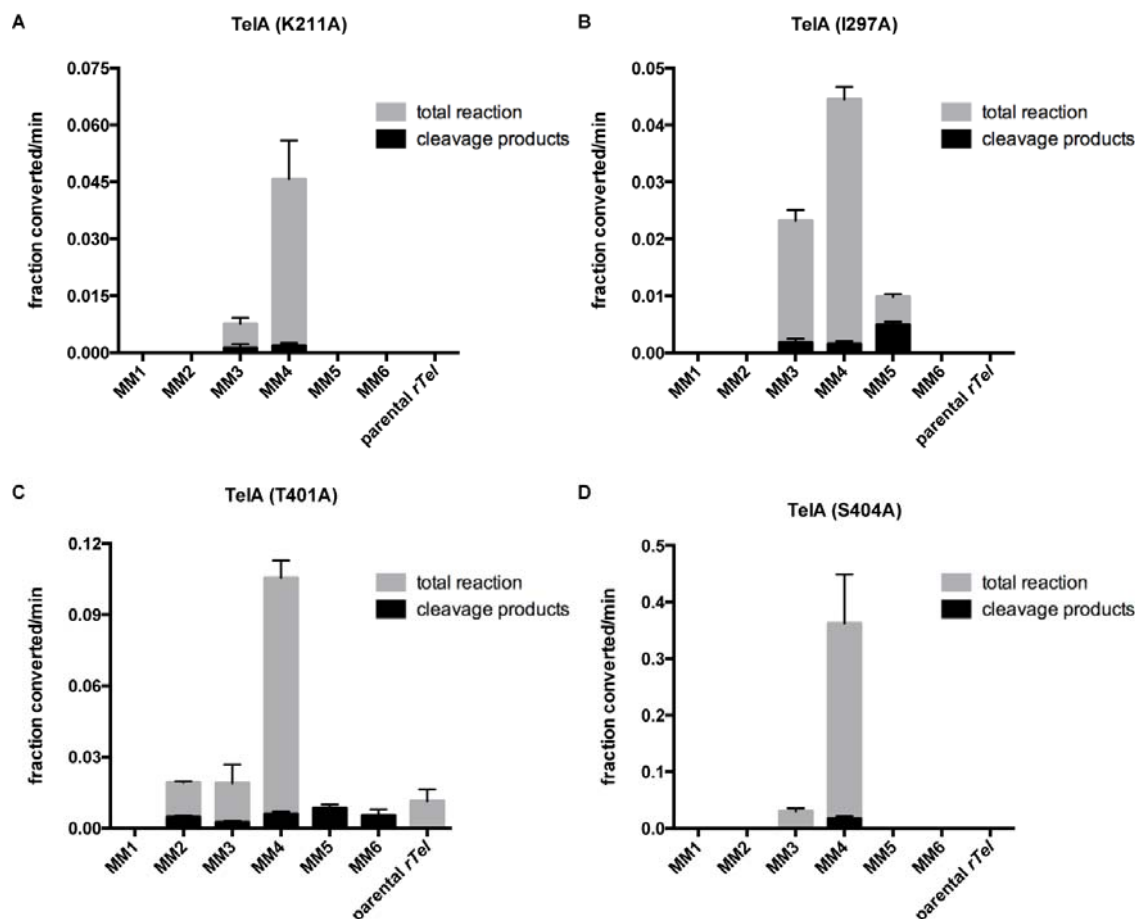 A
TelA (K211A)
fraction converted/min
0.075
0.060
0.045
0.030
0.015
0.000
total reaction
cleavage products
MM1
MM2
MM3
MM4
MM5
MM6
parental rTel
B
TelA (I297A)
fraction converted/min
0.05
0.04
0.03
0.02
0.01
0.00
total reaction
cleavage products
MM1
MM2
MM3
MM4
MM5
MM6
parental rTel
C
TelA (T401A)
fraction converted/min
0.12
0.09
0.06
0.03
0.00
total reaction
cleavage products
MM1
MM2
MM3
MM4
MM5
MM6
parental rTel
D
TelA (S404A)
fraction converted/min
0.5
0.4
0.3
0.2
0.1
0.0
total reaction
cleavage products
MM1
MM2
MM3
MM4
MM5
MM6
parental rTel